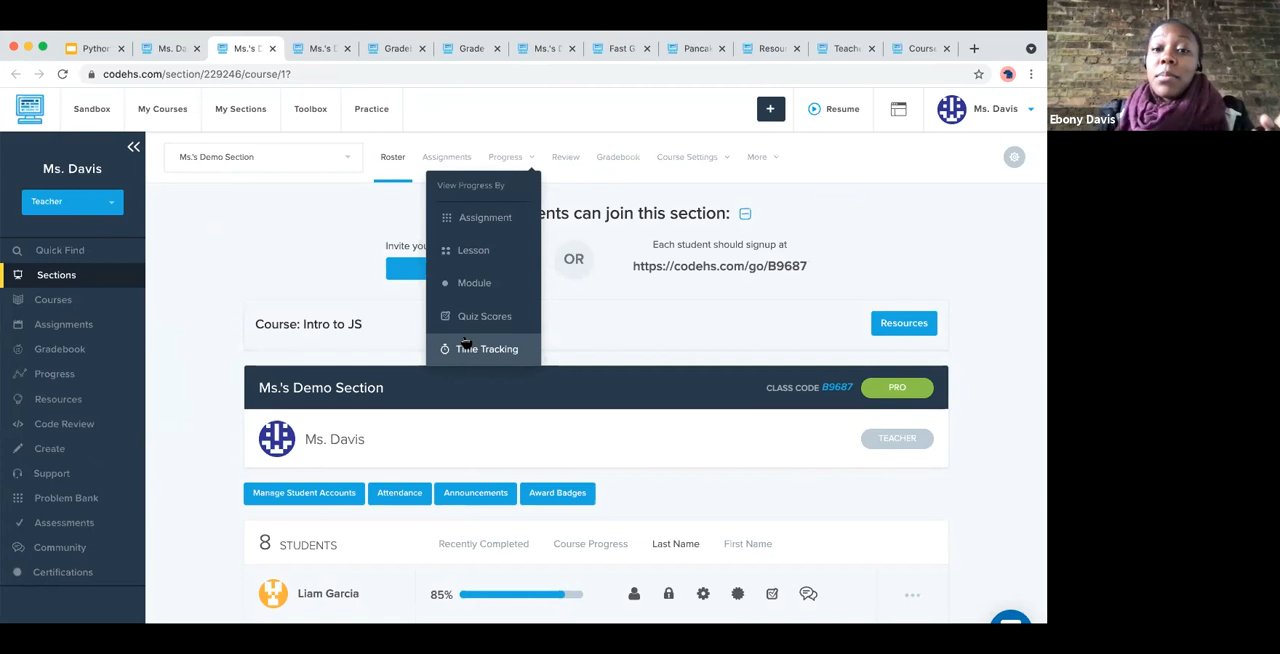 Python
Ms. Da
Ms.'s D
Ms.'s D
Gradel
Grade
Ms.'s D
Fast G
Pancak
Resour
Teache
Course
codehs.com/section/229246/course/1?
Ebony Davis
Sandbox
My Courses
My Sections
Toolbox
Practice
+
Resume
Ms. Davis
Ms. Davis
Teacher
Quick Find
Sections
Courses
Assignments
Gradebook
Progress
Resources
Code Review
Create
Support
Problem Bank
Assessments
Community
Certifications
Ms.'s Demo Section
Roster
Assignments
Progress
Review
Gradebook
Course Settings
More
View Progress By
Assignment
Lesson
Module
Quiz Scores
Time Tracking
ents can join this section:
Invite you
OR
Each student should signup at
https://codehs.com/go/B9687
Course: Intro to JS
Resources
Ms.'s Demo Section
CLASS CODE B9687
PRO
Ms. Davis
TEACHER
Manage Student Accounts
Attendance
Announcements
Award Badges
8 STUDENTS
Recently Completed
Course Progress
Last Name
First Name
Liam Garcia
85%